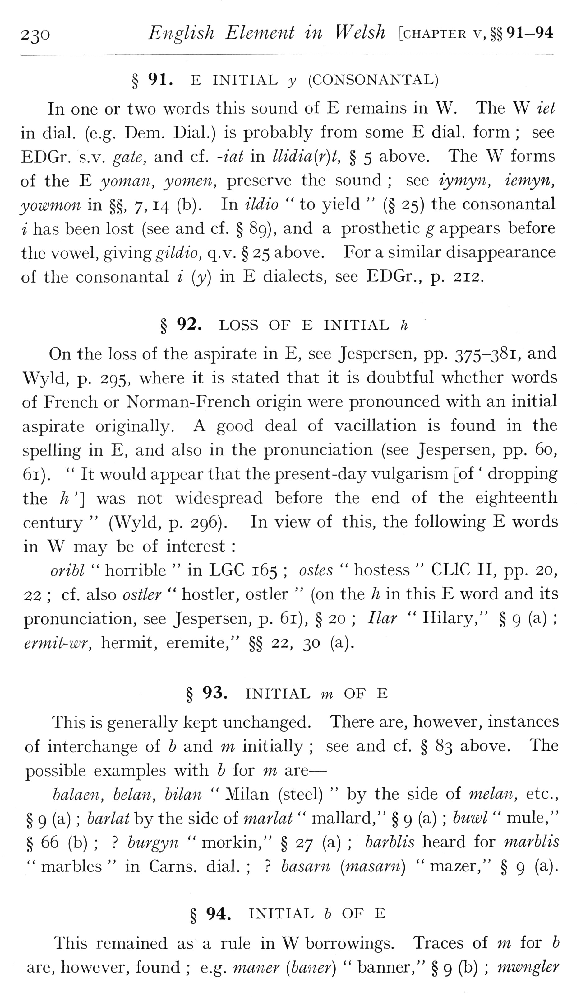 230 English Element in Welsh [CHAPTER V, §§ 91–94
§ 91. E INITIAL y (CONSONANTAL)
In one or two words this sound of E remains in W. The W iet
in dial. (e.g. Dem. Dial.) is probably from some E dial. form ; see
EDGr. s.v. gate, and cf. -iat in llidia(r)t, § 5 above. The W forms
of the E yoman, yomen, preserve the sound ; see iymyn, iemyn,
yowmon in §§, 7, 14 (b). In ildio “ to yield ” (§ 25) the consonantal
i has been lost (see and cf. § 89), and a prosthetic g appears before
the vowel, giving gildio, q.v. § 25 above. For a similar disappearance
of the consonantal i (y) in E dialects, see EDGr., p. 212.
§ 92. LOSS OF E INITIAL h
On the loss of the aspirate in E, see Jespersen, pp. 375–381, and
Wyld, p. 295, where it is stated that it is doubtful whether words
of French or Norman-French origin were pronounced with an initial
aspirate originally. A good deal of vacillation is found in the
spelling in E, and also in the pronunciation (see Jespersen, pp. 60,
61). “ It would appear that the present-day vulgarism [of ‘ dropping
the h ’] was not widespread before the end of the eighteenth
century ” (Wyld, p. 296). In view of this, the following E words
in W may be of interest :
oribl “ horrible ” in LGC 165 ; ostes “ hostess ” CLlC II, pp. 20,
22 ; cf. also ostler “ hostler, ostler ” (on the h in this E word and its
pronunciation, see Jespersen, p. 61), § 20 ; Ilar “ Hilary,” § 9 (a) ;
ermit-wr, hermit, eremite,” §§ 22, 30 (a).
§ 93. INITIAL m OF E
This is generally kept unchanged. There are, however, instances
of interchange of b and m initially ; see and cf. § 83 above. The
possible examples with b for m are—
balaen, belan, bilan “ Milan (steel) ” by the side of melan, etc.,
§ 9 (a) ; barlat by the side of marlat “ mallard,” § 9 (a) ; buwl “ mule,”
§ 66 (b) ; ? burgyn “ morkin,” § 27 (a) ; barblis heard for marblis
“ marbles ” in Carns. dial. ; ? basarn (masarn) “ mazer,” § 9 (a).
§ 94. INITIAL b OF E
This remained as a rule in W borrowings. Traces of m for b
are, however, found ; e.g. maner (baner) “ banner,” § 9 (b) ; mwngler